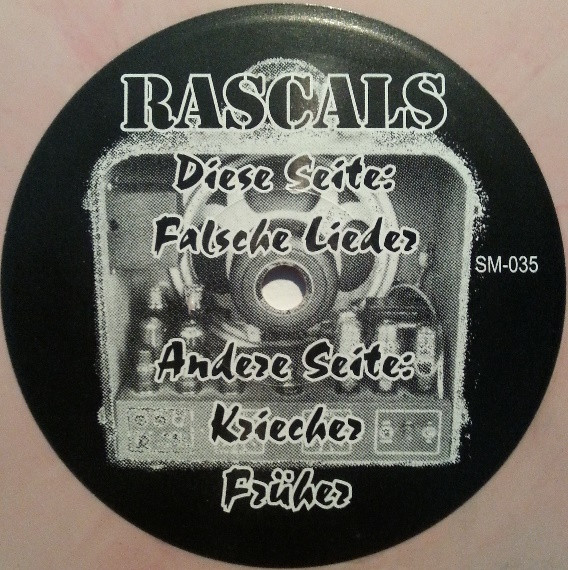 RASCALS
Diese Seite:
Falsche Lieder
SM-035
Andere Seite:
Kriecher
Früher